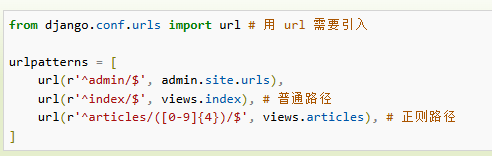 from django.conf.urls import url # 用 url 需要引入
urlpatterns = [
    url(r'^admin/$', admin.site.urls),
    url(r'^index/$', views.index), # 普通路径
    url(r'^articles/([0-9]{4})/$', views.articles), # 正则路径
]